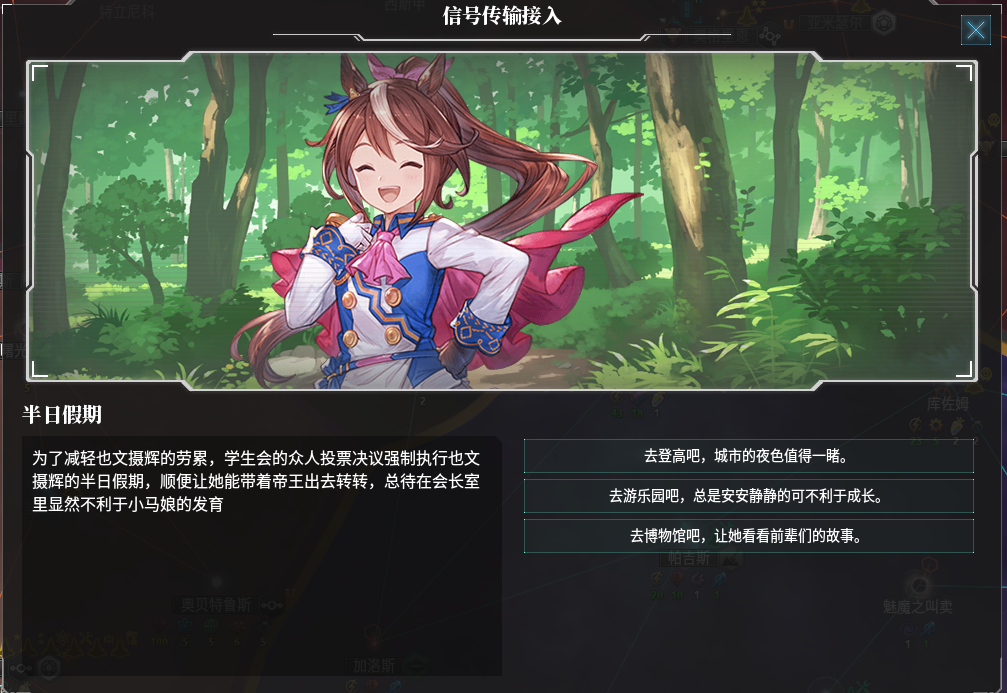 信号传输接入
半日假期
为了减轻也文摄辉的劳累，学生会的众人投票决议强制执行也文
摄辉的半日假期，顺便让她能带着帝王出去转转，总待在会长室
里显然不利于小马娘的发育
去登高吧，城市的夜色值得一睹。
去游乐园吧，总是安安静静的可不利于成长。
去博物馆吧，让她看看前辈们的故事。
库佐姆
帕吉斯
奥贝特鲁斯
魅魔之叫卖
加洛斯